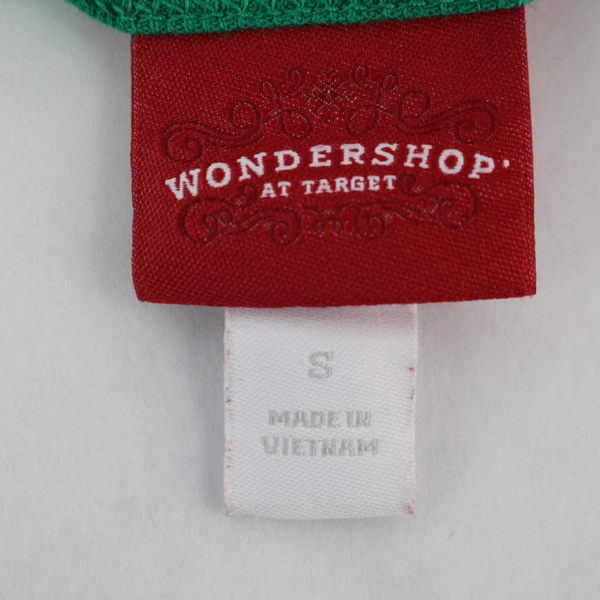 WONDERSHOP
AT TARGET
S
MADE IN
VIETNAM